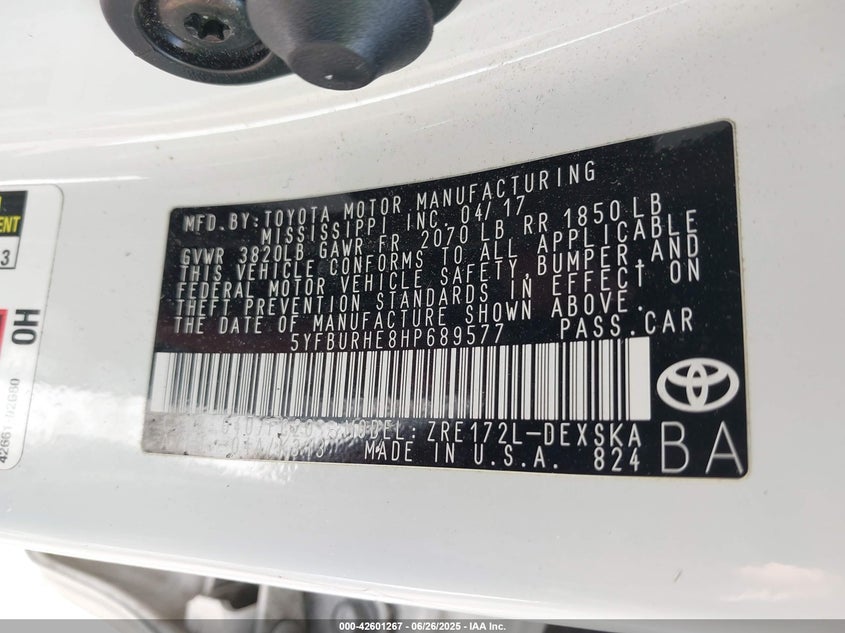 MFD.BY:TOYOTA MOTOR MANUFACTURING
MISSISSIPPI INC. 04/17
GVWR 3820LB GAWR FR 2070 LB RR 1850 LB
THIS VEHICLE CONFORMS TO ALL APPLICABLE
FEDERAL MOTOR VEHICLE SAFETY,BUMPER,AND
THEFT PREVENTION STANDARDS IN EFFECT ON
THE DATE OF MANUFACTURE SHOWN ABOVE.
5YFBURHE8HP689577 PASS.CAR
MODEL: ZRE172L-DEXSKA
MADE IN U.S.A. 824
BA
3
OH
000-42601267 | 06/26/2025 - IAA Inc.